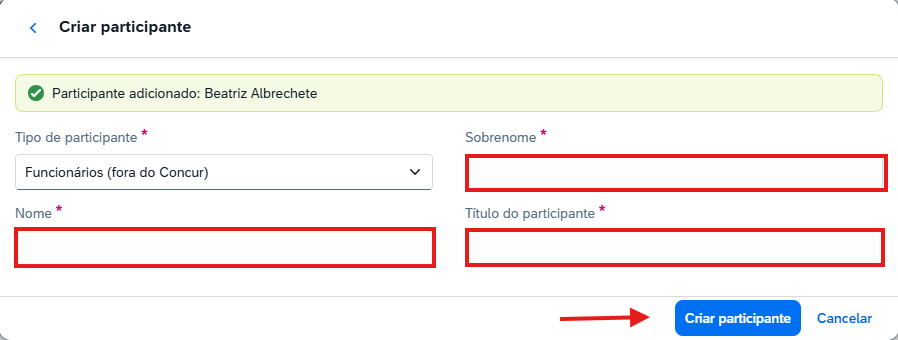 Criar participante
Participante adicionado: Beatriz Albrechete
Tipo de participante *
Sobrenome *
Funcionários (fora do Concur)
Nome *
Título do participante *
Criar participante
Cancelar